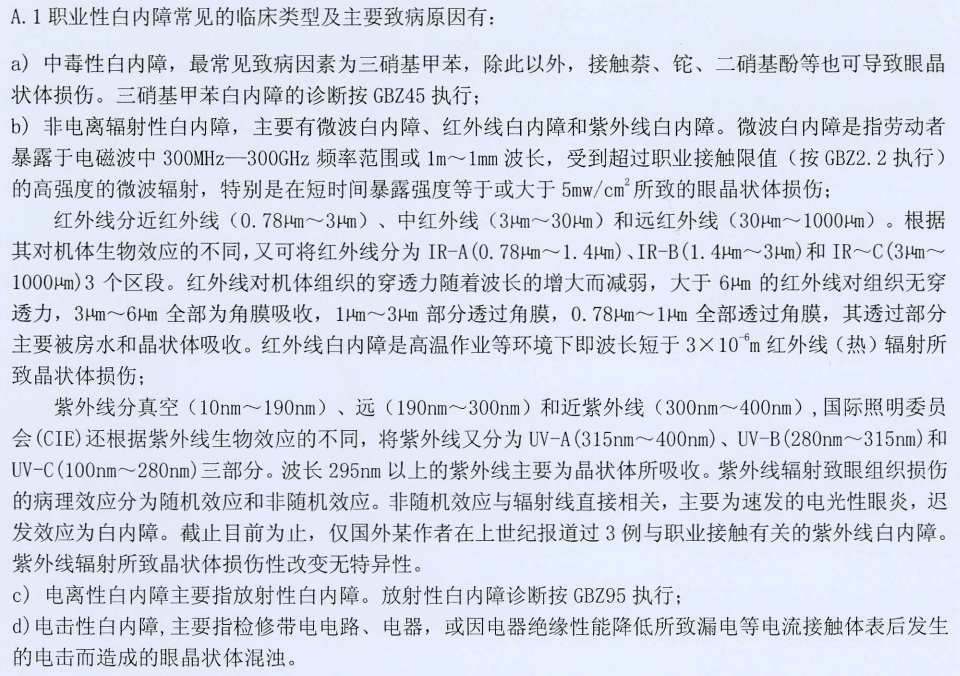 A.1 职业性白内障常见的临床类型及主要致病原因有：
a) 中毒性白内障，最常见致病因素为三硝基甲苯，除此以外，接触萘、铊、二硝基酚等也可导致眼晶
状体损伤。三硝基甲苯白内障的诊断按 GBZ45 执行；
b) 非电离辐射性白内障，主要有微波白内障、红外线白内障和紫外线白内障。微波白内障是指劳动者
暴露于电磁波中 300MHz—300GHz 频率范围或 1m～1mm 波长，受到超过职业接触限值（按 GBZ2.2 执行）
的高强度的微波辐射，特别是在短时间暴露强度等于或大于 5mw/cm²所致的眼晶状体损伤；
红外线分近红外线（0.78μm～3μm）、中红外线（3μm～30μm）和远红外线（30μm～1000μm）。根据
其对机体生物效应的不同,又可将红外线分为 IR-A(0.78μm～1.4μm)、IR-B(1.4μm～3μm)和 IR～C(3μm～
1000μm)3 个区段。红外线对机体组织的穿透力随着波长的增大而减弱，大于 6μm 的红外线对组织无穿
透力，3μm～6μm 全部为角膜吸收，1μm～3μm 部分透过角膜，0.78μm～1μm 全部透过角膜，其透过部分
主要被房水和晶状体吸收。红外线白内障是高温作业等环境下即波长短于 3×10⁻⁶m 红外线（热）辐射所
致晶状体损伤；
紫外线分真空（10nm～190nm）、远（190nm～300nm）和近紫外线（300nm～400nm）,国际照明委员
会(CIE)还根据紫外线生物效应的不同，将紫外线又分为 UV-A(315nm～400nm)、UV-B(280nm～315nm)和
UV-C(100nm～280nm)三部分。波长 295nm 以上的紫外线主要为晶状体所吸收。紫外线辐射致眼组织损伤
的病理效应分为随机效应和非随机效应。非随机效应与辐射线直接相关，主要为速发的电光性眼炎，迟
发效应为白内障。截止目前为止，仅国外某作者在上世纪报道过 3 例与职业接触有关的紫外线白内障。
紫外线辐射所致晶状体损伤性改变无特异性。
c) 电离性白内障主要指放射性白内障。放射性白内障诊断按 GBZ95 执行；
d)电击性白内障,主要指检修带电电路、电器，或因电器绝缘性能降低所致漏电等电流接触体表后发生
的电击而造成的眼晶状体混浊。